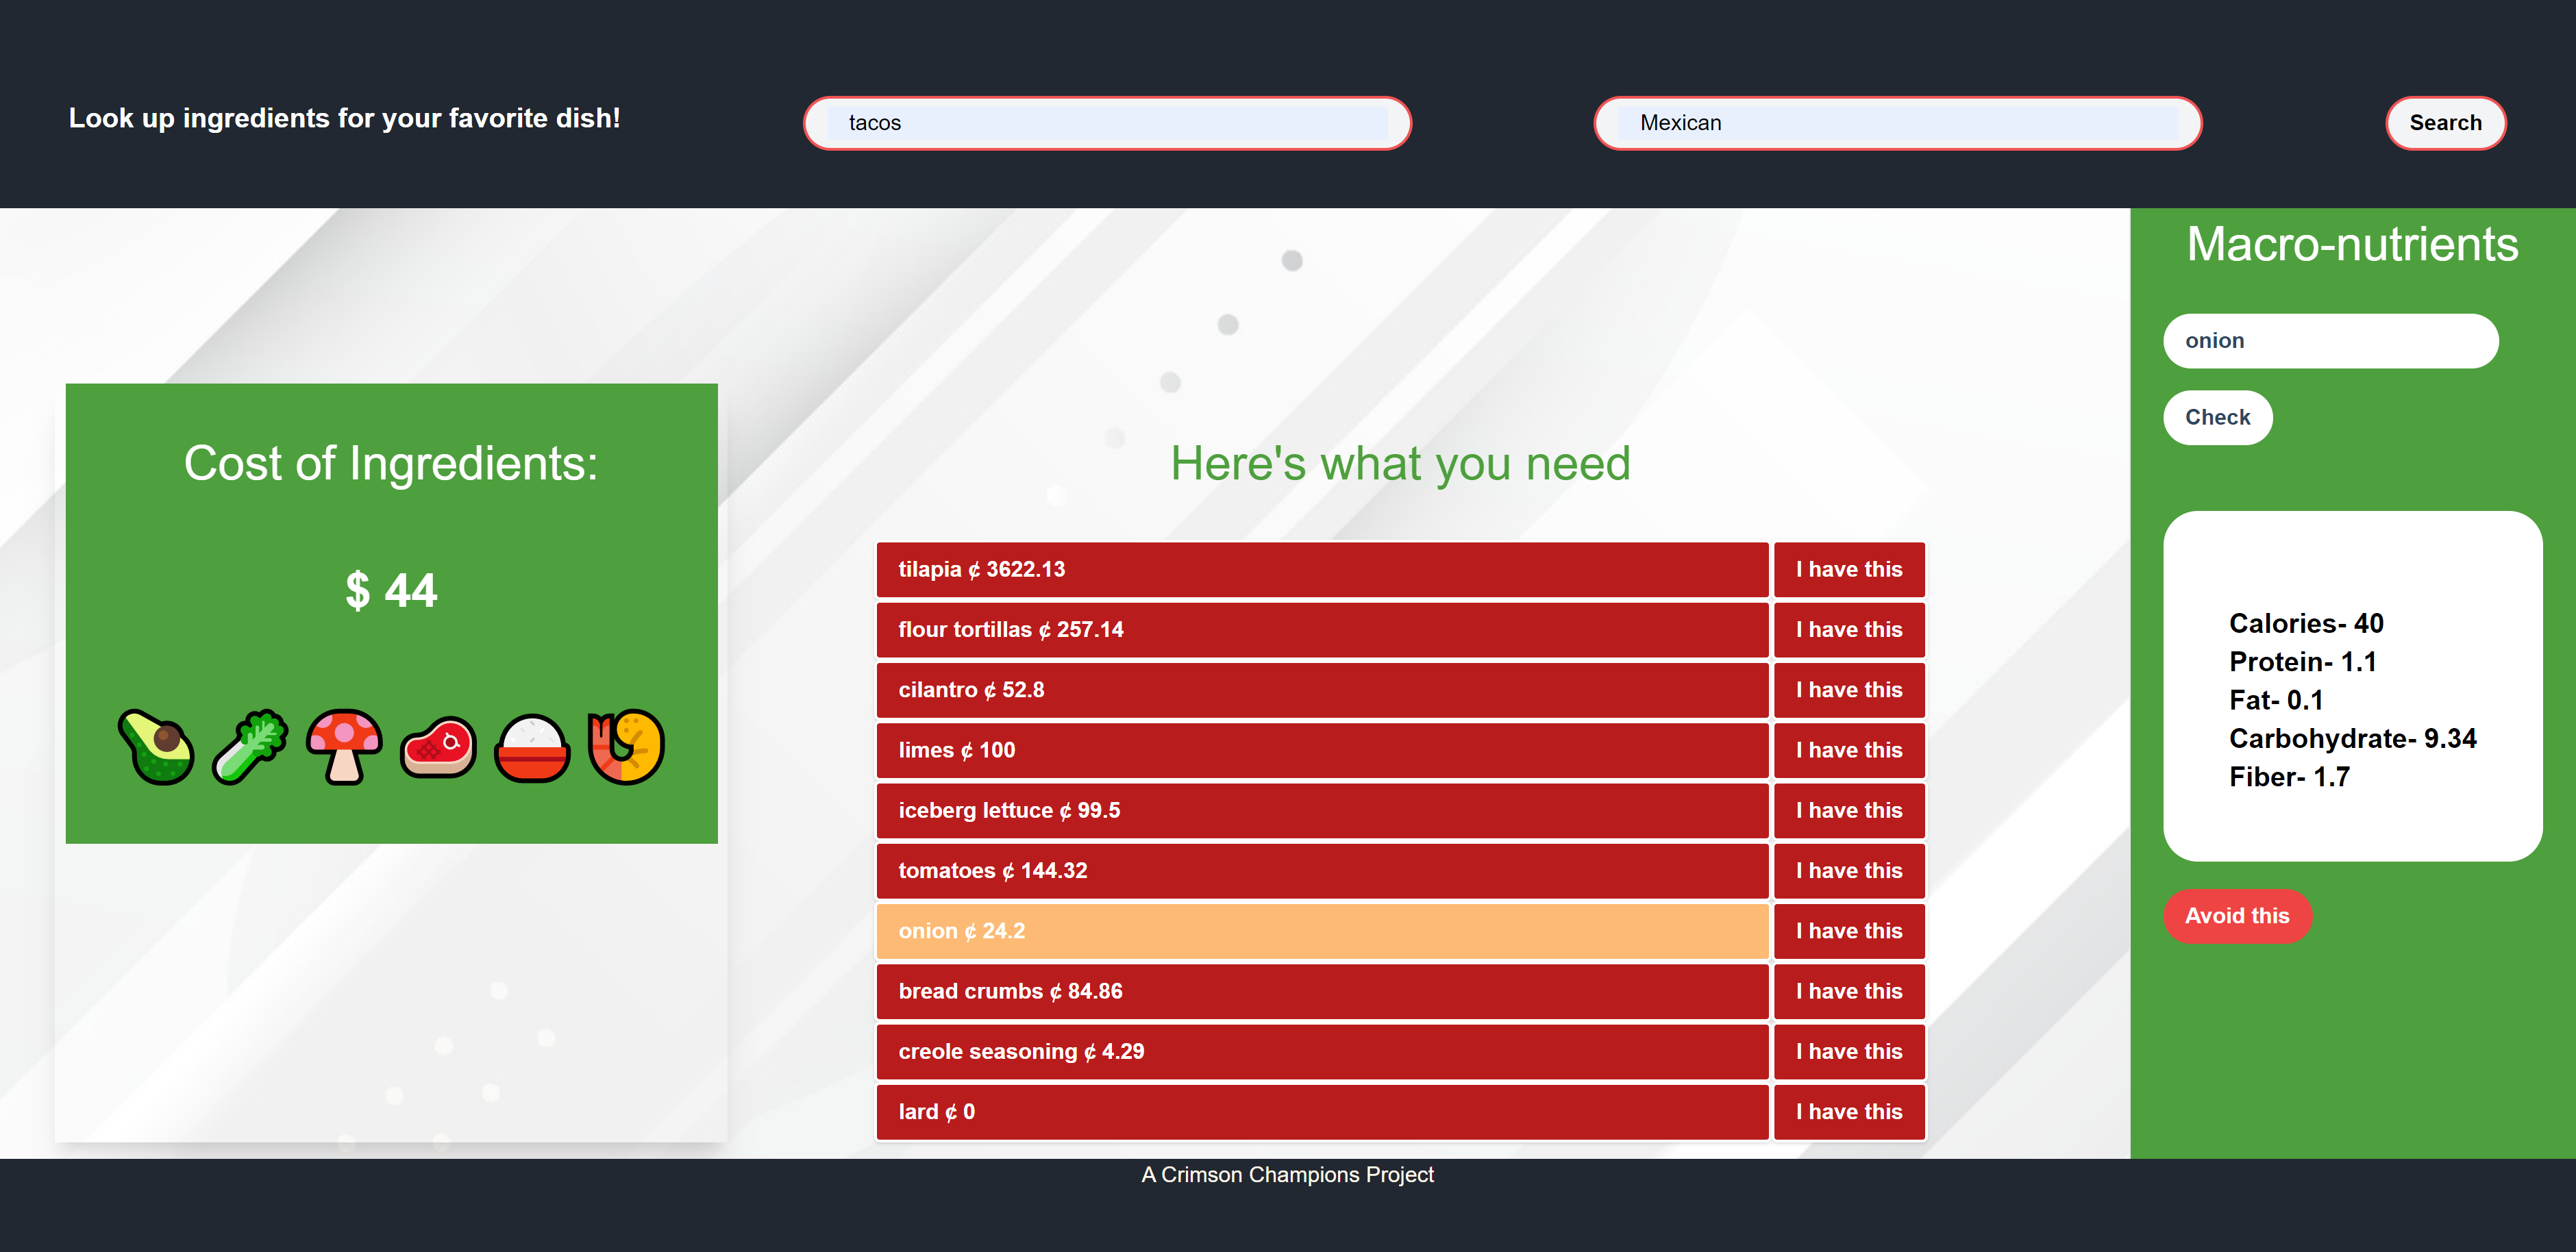 Look up ingredients for your favorite dish!
tacos
Mexican
Search
Cost of Ingredients:
$ 44
Here's what you need
tilapia ¢ 3622.13 I have this
flour tortillas ¢ 257.14 I have this
cilantro ¢ 52.8 I have this
limes ¢ 100 I have this
iceberg lettuce ¢ 99.5 I have this
tomatoes ¢ 144.32 I have this
onion ¢ 24.2 I have this
bread crumbs ¢ 84.86 I have this
creole seasoning ¢ 4.29 I have this
lard ¢ 0 I have this
Macro-nutrients
onion
Check
Calories- 40
Protein- 1.1
Fat- 0.1
Carbohydrate- 9.34
Fiber- 1.7
Avoid this
A Crimson Champions Project